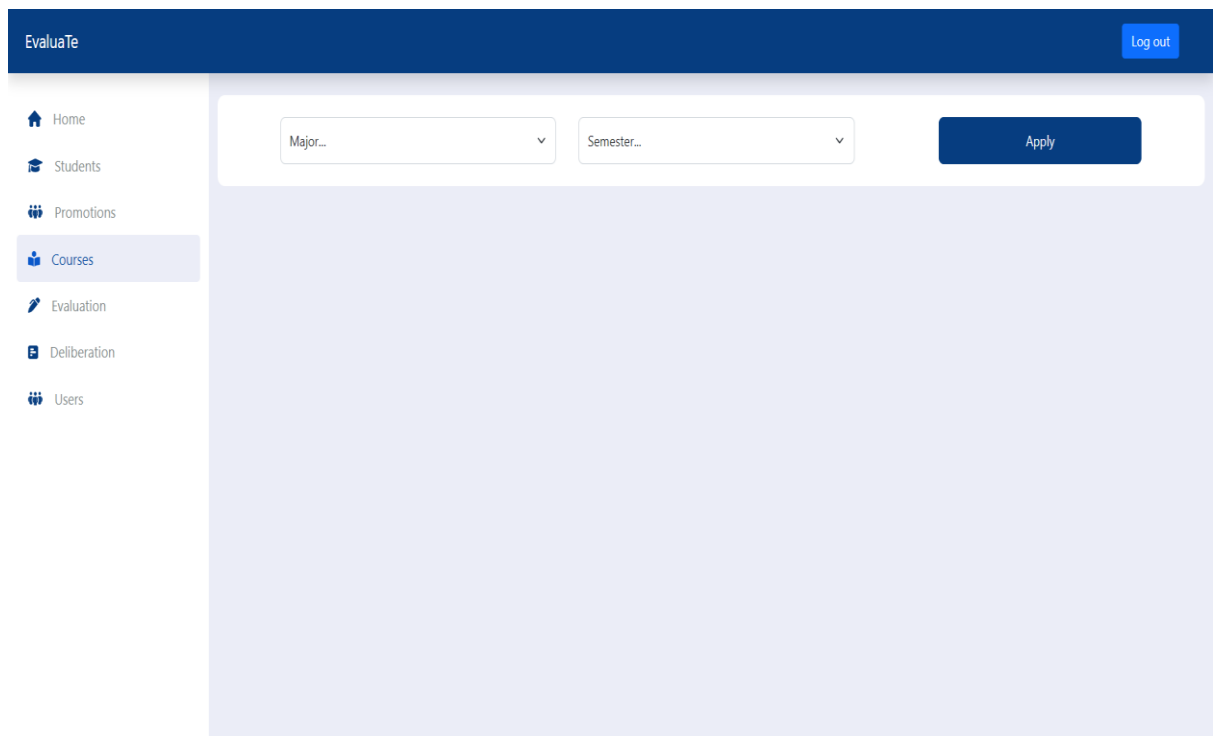 EvaluaTe
Log out
Home
Students
Promotions
Courses
Evaluation
Deliberation
Users
Major...
Semester...
Apply